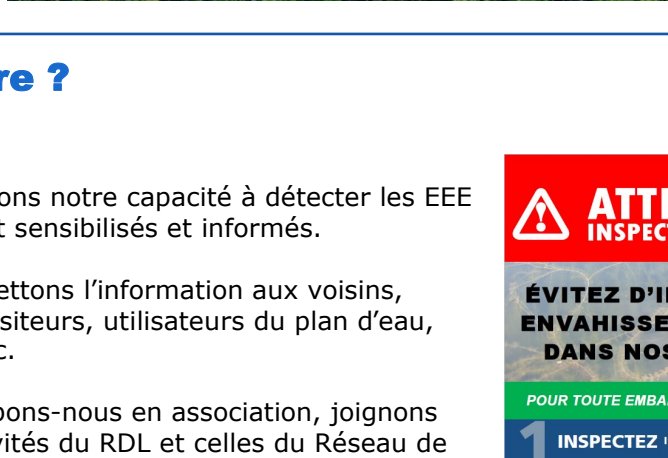 re ?
ons notre capacité à détecter les EEE
t sensibilisés et informés.
ettons l’information aux voisins,
siteurs, utilisateurs du plan d’eau,
c.
pons-nous en association, joignons
vités du RDL et celles du Réseau de
ATTE
INSPECT
ÉVITEZ D’I
ENVAHISSE
DANS NOS
POUR TOUTE EMBA
1 INSPECTEZ